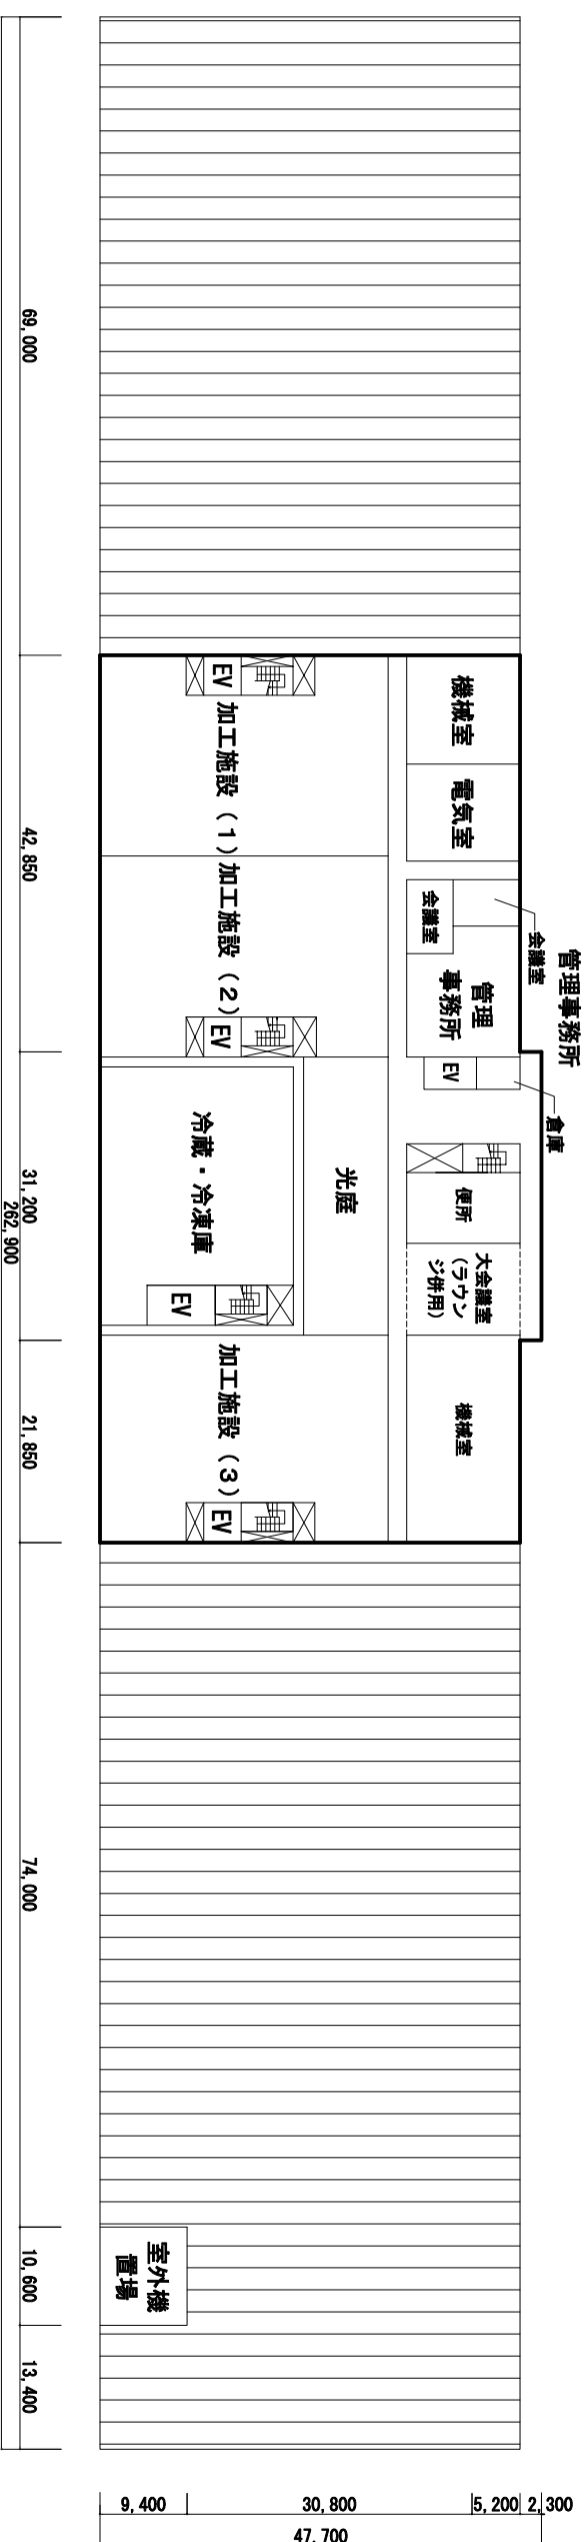 69,000
42,850
31,200
21,850
74,000
10,600
13,400
262,900
管理事務所
会議室
倉庫
機械室
電気室
会議室
管理
事務所
EV
便所
大会議室
(ラウン
ジ併用)
機械室
EV
加工施設(1)
加工施設(2)
EV
光庭
冷蔵・冷凍庫
EV
加工施設(3)
EV
室外機
置場
9,400
30,800
5,200
2,300
47,700